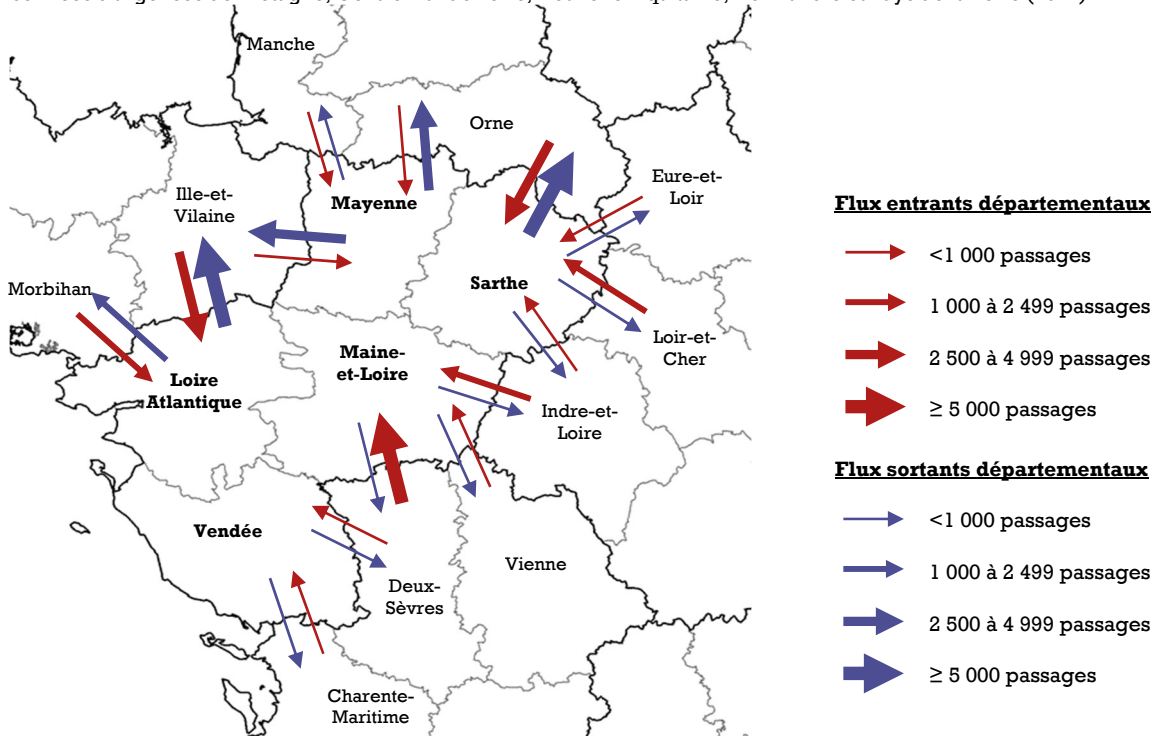 Manche
Orne
Ille-et-
Vilaine
Mayenne
Eure-et-
Loir
Morbihan
Sarthe
Loir-et-
Cher
Maine-
et-Loire
Loire
Atlantique
Indre-et-
Loire
Vendée
Vienne
Deux-
Sèvres
Charente-
Maritime
Flux entrants départementaux
<1 000 passages
1 000 à 2 499 passages
2 500 à 4 999 passages
≥ 5 000 passages
Flux sortants départementaux
<1 000 passages
1 000 à 2 499 passages
2 500 à 4 999 passages
≥ 5 000 passages